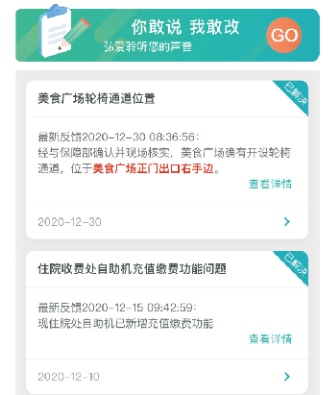 你敢说 我敢改
弘爱聆听您的声音
GO
已解决
美食广场轮椅通道位置
最新反馈2020-12-30 08:36:56：
经与保障部确认并现场核实，美食广场确有开设轮椅
通道，位于美食广场正门出口右手边。
查看详情
2020-12-30
已解决
住院收费处自助机充值缴费功能问题
最新反馈2020-12-15 09:42:59：
现住院处自助机已新增充值缴费功能
查看详情
2020-12-10